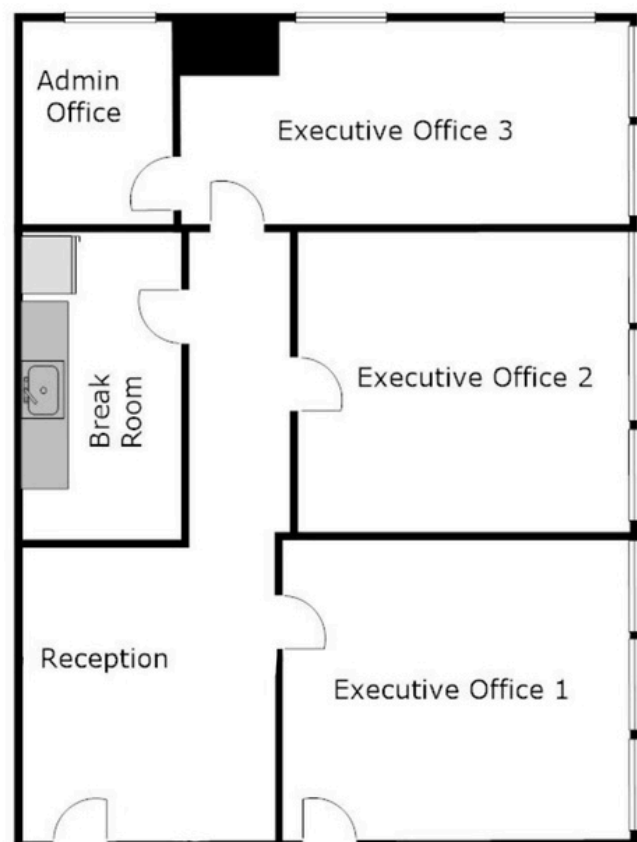 Admin
Office
Executive Office 3
Executive Office 2
Break
Room
Reception
Executive Office 1